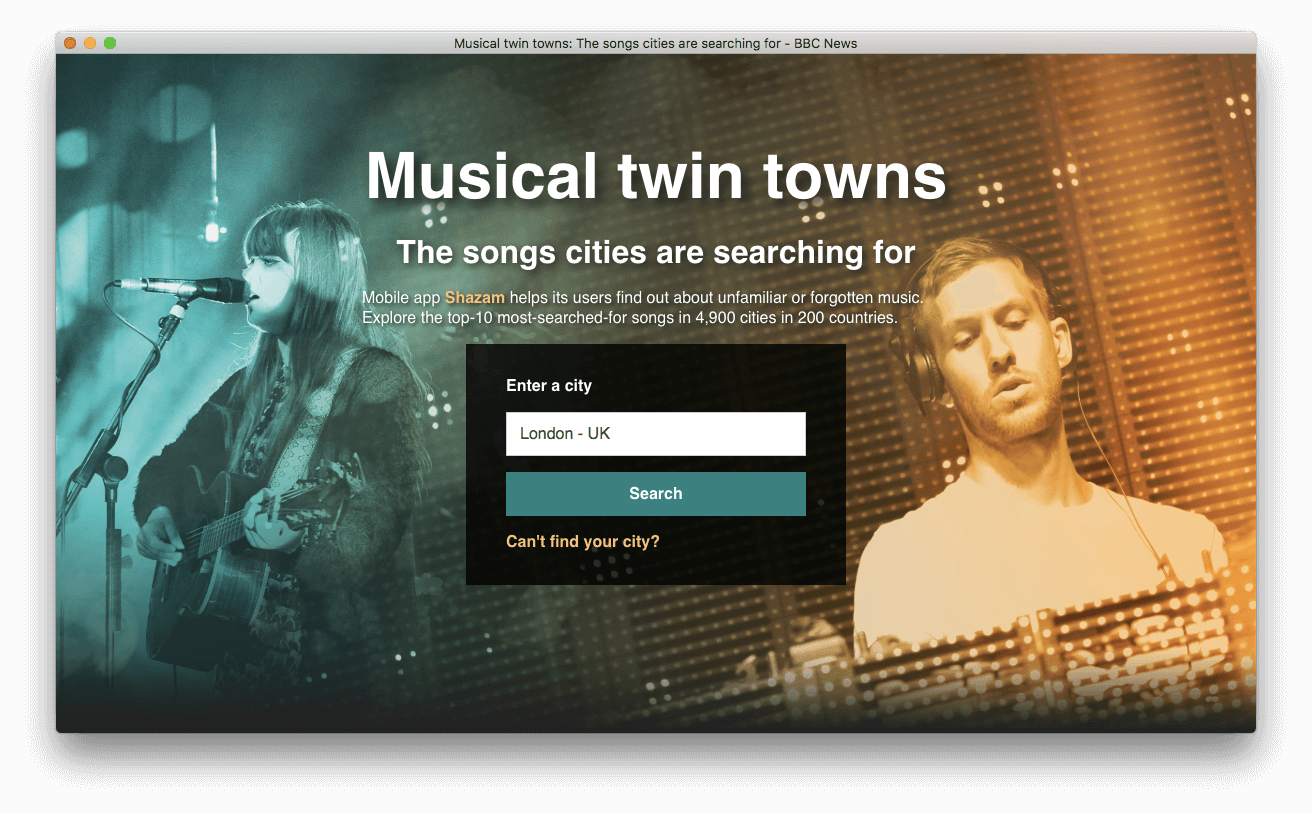 Musical twin towns: The songs cities are searching for - BBC News
Musical twin towns
The songs cities are searching for
Mobile app Shazam helps its users find out about unfamiliar or forgotten music.
Explore the top-10 most-searched-for songs in 4,900 cities in 200 countries.
Enter a city
London - UK
Search
Can't find your city?